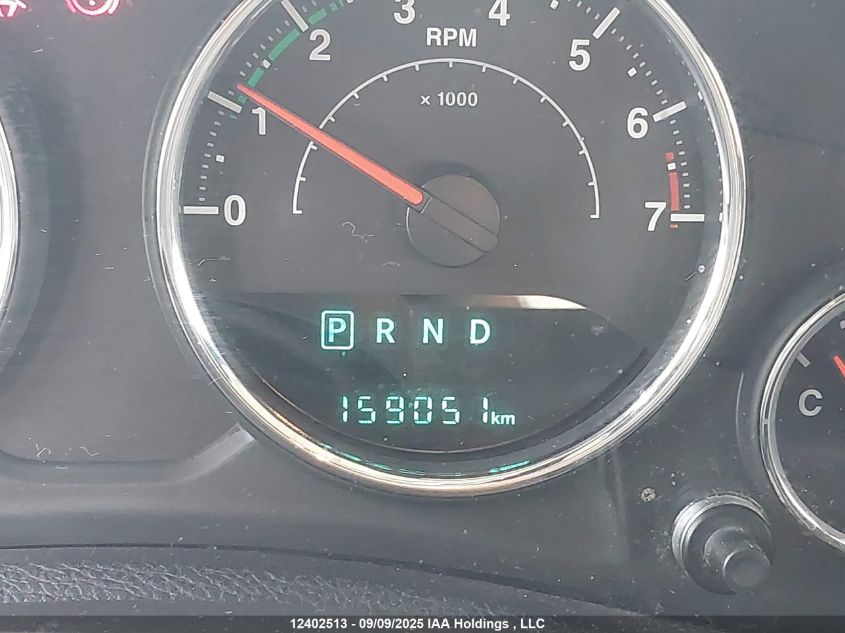 0 1 2 3 4 5 6 7
RPM
× 1000
P R N D
159051 km
C
12402513 - 09/09/2025 IAA Holdings , LLC